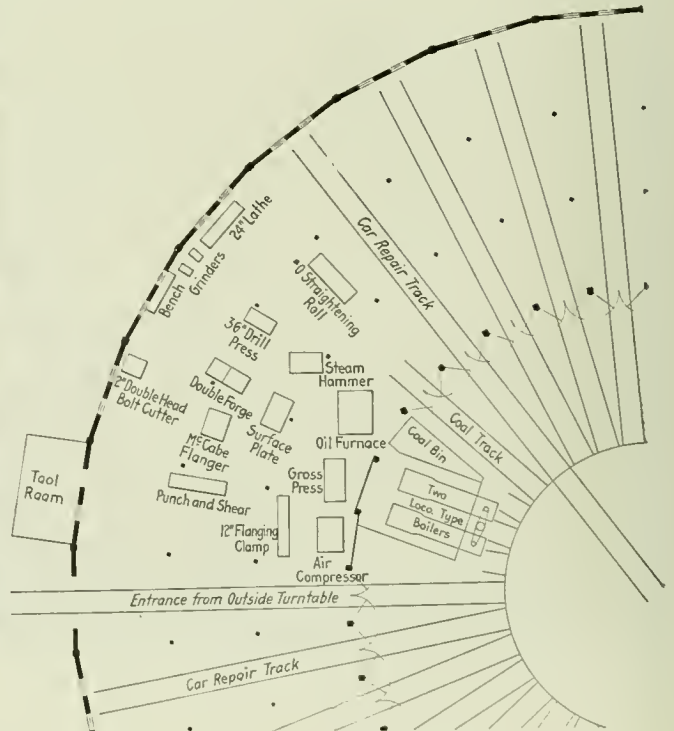 24" Lathe
Grinders
Bench
Car Repair Track
Straightening
Roll
36" Drill
Press
Steam
Hammer
2" Double Head
Bolt Cutter
Double Forge
Mc Cabe
Flanger
Surface
Plate
Oil Furnace
Coal Track
Coal Bin
Tool
Room
Punch and Shear
Gross
Press
Two
Loco. Type
Boilers
12" Flanging
Clamp
Air
Compressor
Entrance from Outside Turntable
Car Repair Track